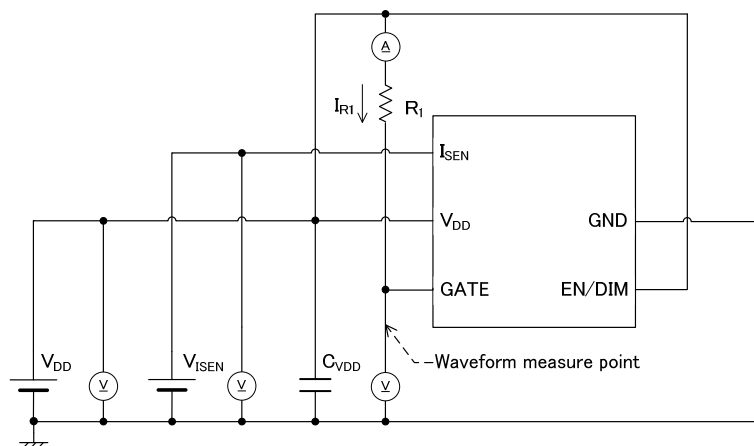 A
I_R1
R_1
I_SEN
V_DD
GND
GATE
EN/DIM
V_DD
V
V_ISEN
V
C_VDD
V
Waveform measure point